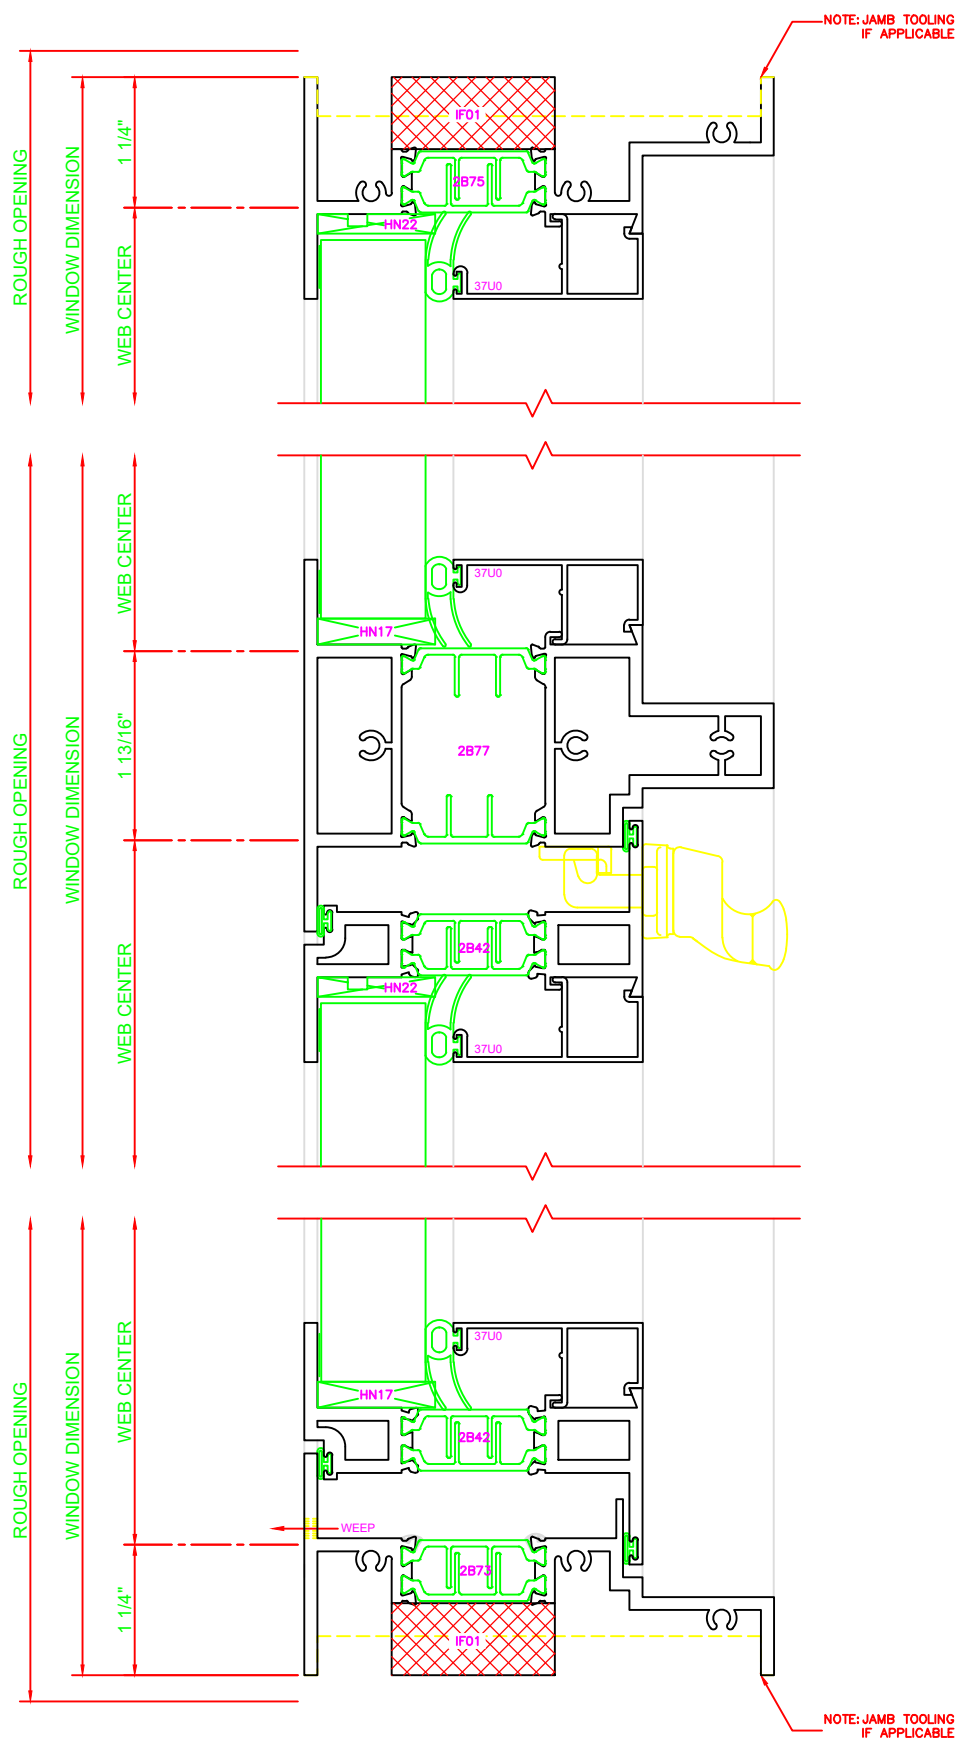 NOTE: JAMB TOOLING
IF APPLICABLE
ROUGH OPENING
WINDOW DIMENSION
1 1/4"
WEB CENTER
IF01
2B75
HN22
37U0
WEB CENTER
37U0
HN17
ROUGH OPENING
WINDOW DIMENSION
1 13/16"
2B77
WEB CENTER
2B42
HN22
37U0
ROUGH OPENING
WINDOW DIMENSION
WEB CENTER
37U0
HN17
2B42
WEEP
1 1/4"
2B73
IF01
NOTE: JAMB TOOLING
IF APPLICABLE